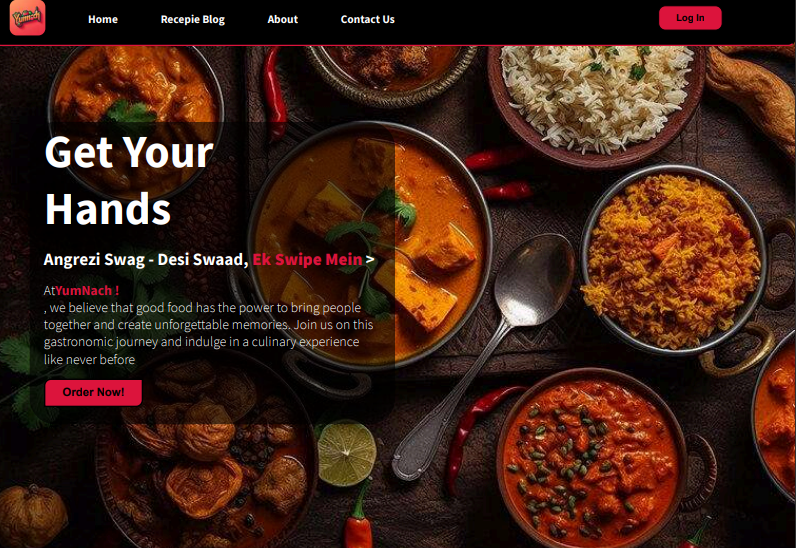 YumNach
Home Recepie Blog About Contact Us Log In
Get Your
Hands
Angrezi Swag - Desi Swaad, Ek Swipe Mein >
AtYumNach !
, we believe that good food has the power to bring people
together and create unforgettable memories. Join us on this
gastronomic journey and indulge in a culinary experience
like never before
Order Now!